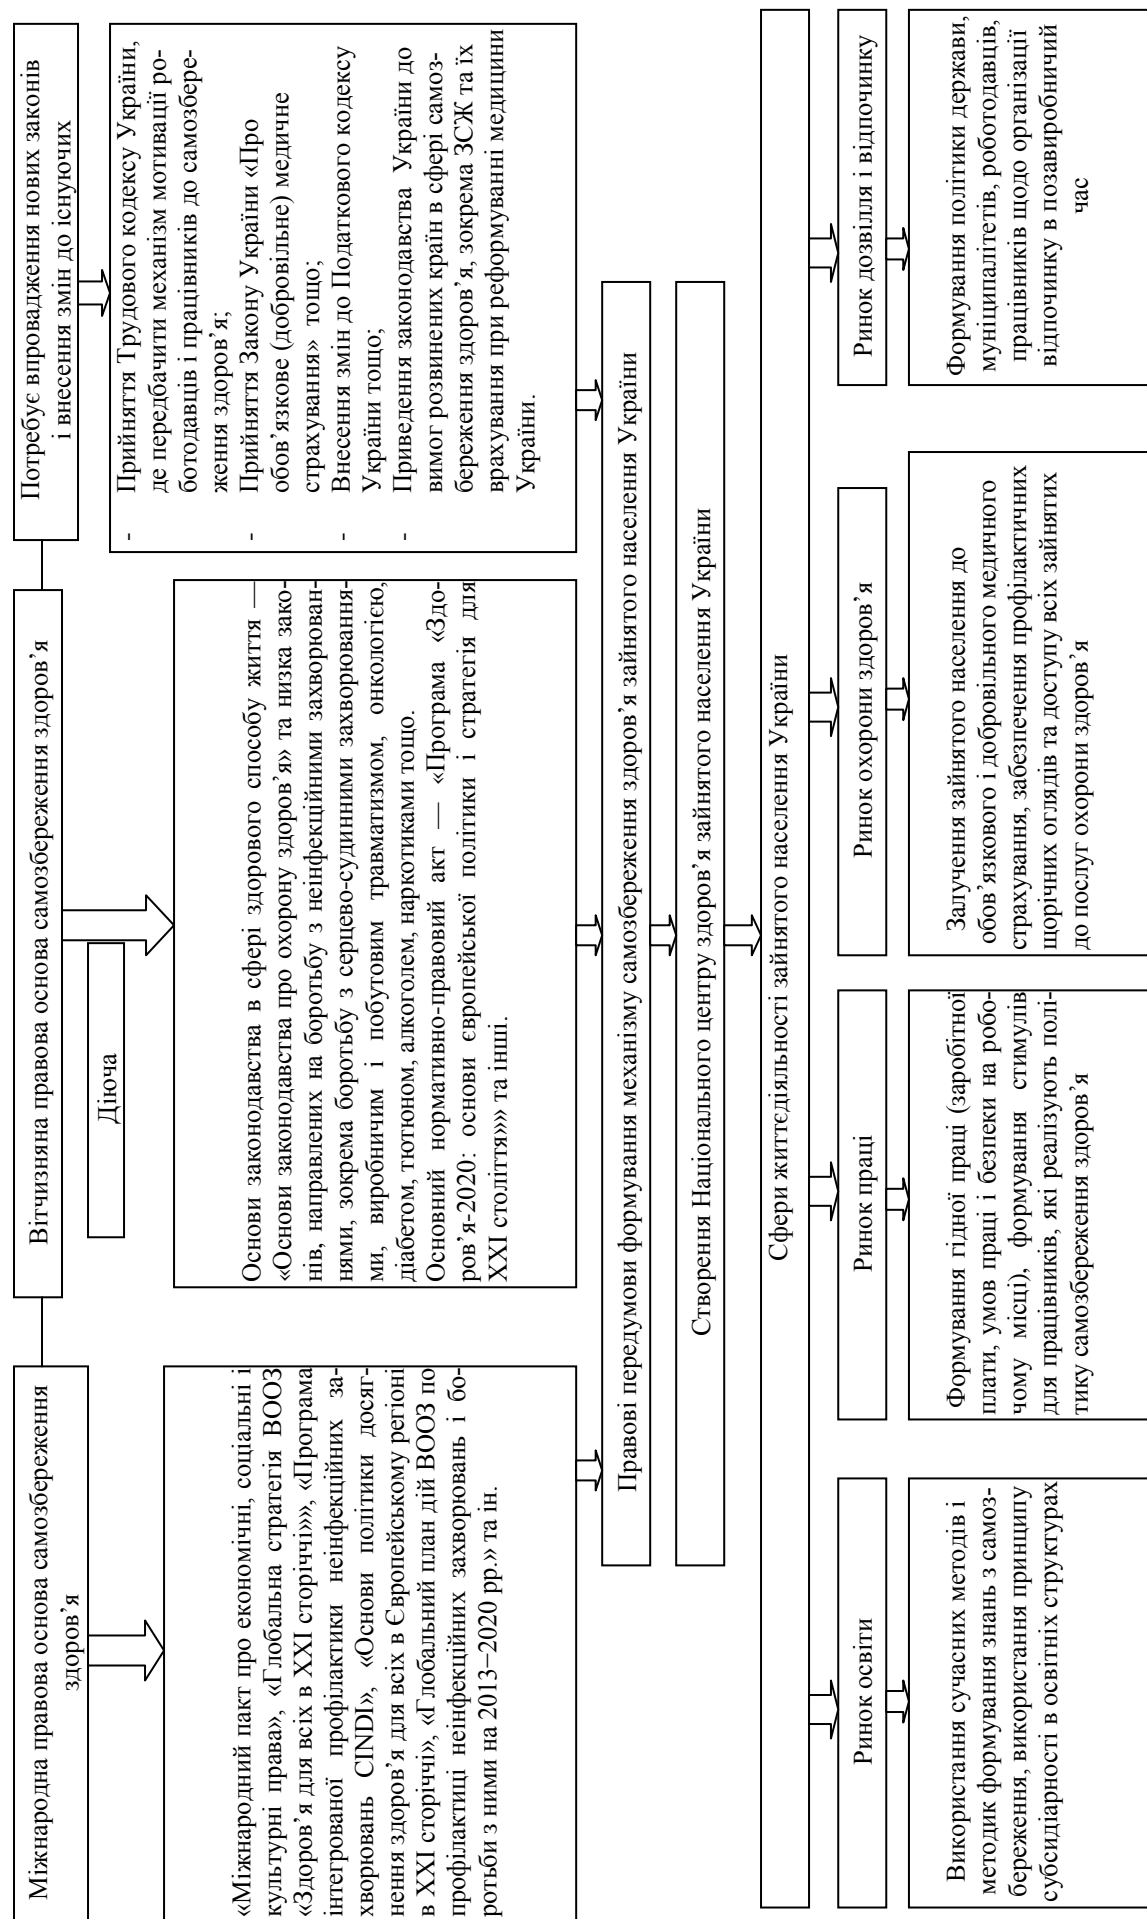 Міжнародна правова основа самозбереження
здоров’я
«Міжнародний пакт про економічні, соціальні і
культурні права», «Глобальна стратегія ВООЗ
«Здоров’я для всіх в XXI сторіччі»», «Програма
інтегрованої профілактики неінфекційних за-
хворювань CINDI», «Основи політики досяг-
нення здоров’я для всіх в Європейському регіоні
в XXI сторіччі», «Глобальний план дій ВООЗ по
профілактиці неінфекційних захворювань і бо-
ротьби з ними на 2013–2020 рр.» та ін.
Вітчизняна правова основа самозбереження здоров’я
Діюча
Основи законодавства в сфері здорового способу життя —
«Основи законодавства про охорону здоров’я» та низка зако-
нів, направлених на боротьбу з неінфекційними захворюван-
нями, зокрема боротьбу з серцево-судинними захворювання-
ми, виробничим і побутовим травматизмом, онкологією,
діабетом, тютюном, алкоголем, наркотиками тощо.
Основний нормативно-правовий акт — «Програма «Здо-
ров’я-2020: основи європейської політики і стратегія для
XXI століття»» та інші.
Потребує впровадження нових законів
і внесення змін до існуючих
- Прийняття Трудового кодексу України,
де передбачити механізм мотивації ро-
ботодавців і працівників до самозбере-
ження здоров’я;
- Прийняття Закону України «Про
обов’язкове (добровільне) медичне
страхування» тощо;
- Внесення змін до Податкового кодексу
України тощо;
- Приведення законодавства України до
вимог розвинених країн в сфері самоз-
береження здоров’я, зокрема ЗСЖ та їх
врахування при реформуванні медицини
України.
Правові передумови формування механізму самозбереження здоров’я зайнятого населення України
Створення Національного центру здоров’я зайнятого населення України
Сфери життєдіяльності зайнятого населення України
Ринок освіти
Використання сучасних методів і
методик формування знань з самоз-
береження, використання принципу
субсидіарності в освітніх структурах
Ринок праці
Формування гідної праці (заробітної
плати, умов праці і безпеки на робо-
чому місці), формування стимулів
для працівників, які реалізують полі-
тику самозбереження здоров’я
Ринок охорони здоров’я
Залучення зайнятого населення до
обов’язкового і добровільного медичного
страхування, забезпечення профілактичних
щорічних оглядів та доступу всіх зайнятих
до послуг охорони здоров’я
Ринок дозвілля і відпочинку
Формування політики держави,
муніципалітетів, роботодавців,
працівників щодо організації
відпочинку в позавиробничий
час